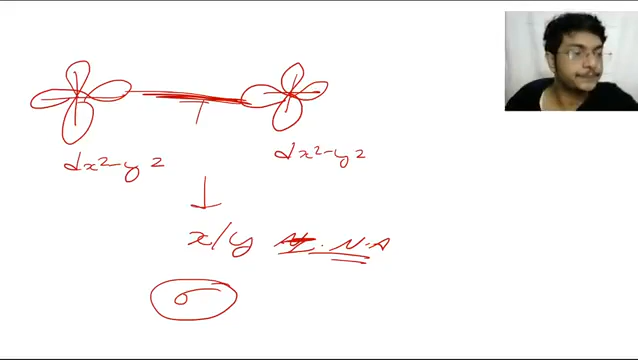 dx²-y²
dx²-y²
x/y N.A
σ